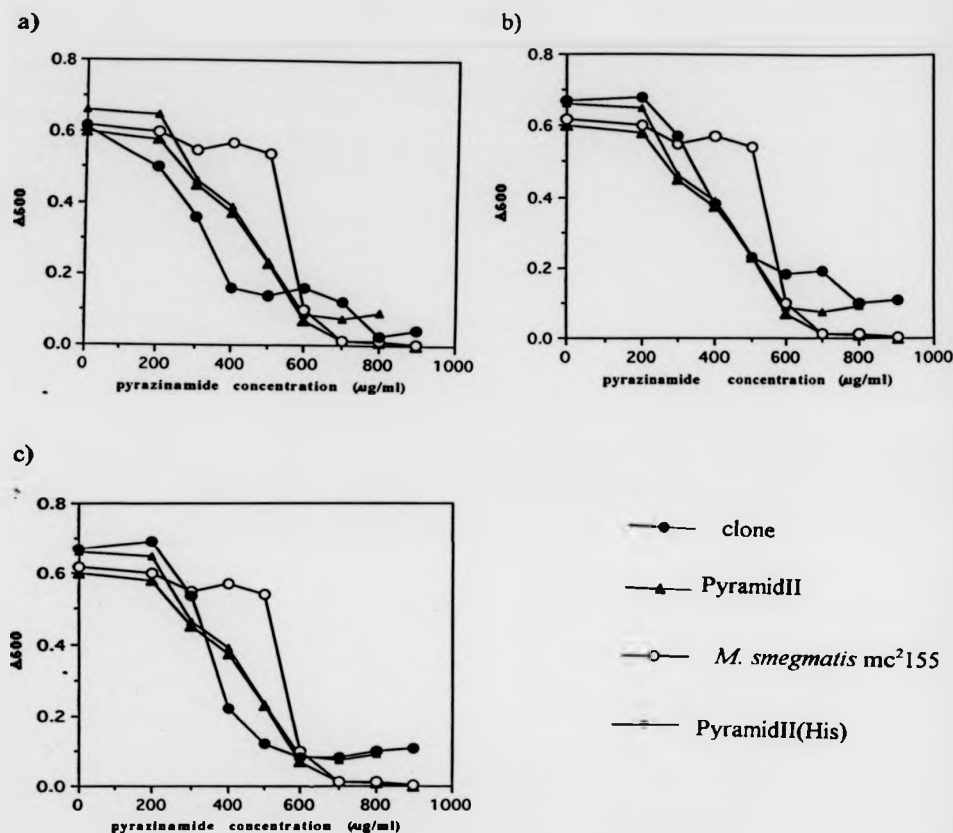 a)
b)
0.8
0.6
0.4
0.2
0.0
Δ600
0 200 400 600 800 1000
pyrazinamide concentration (µg/ml)
0.8
0.6
0.4
0.2
0.0
Δ600
0 200 400 600 800 1000
pyrazinamide concentration (µg/ml)
c)
0.8
0.6
0.4
0.2
0.0
Δ600
0 200 400 600 800 1000
pyrazinamide concentration (µg/ml)
clone
PyramidII
M. smegmatis mc²155
PyramidII(His)